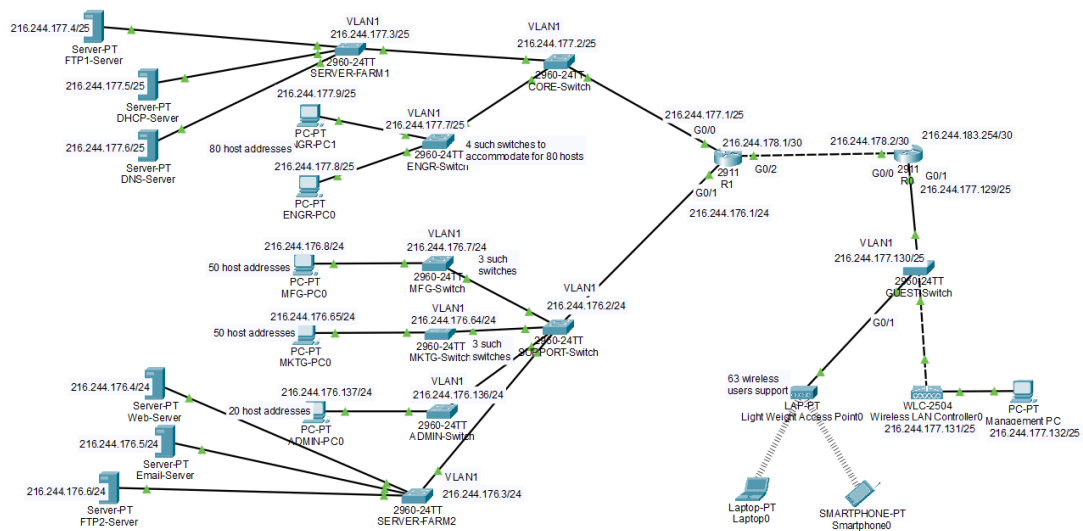 216.244.177.4/25
Server-PT
FTP1-Server
216.244.177.5/25
Server-PT
DHCP-Server
216.244.177.6/25
Server-PT
DNS-Server
VLAN1
216.244.177.3/25
2960-24TT
SERVER-FARM1
VLAN1
216.244.177.2/25
2960-24TT
CORE-Switch
216.244.177.9/25
PC-PT
NGR-PC1
80 host addresses
VLAN1
216.244.177.7/25
2960-24TT
ENGR-Switch
4 such switches to
accommodate for 80 hosts
216.244.177.8/25
PC-PT
ENGR-PC0
216.244.177.1/25
G0/0
216.244.178.1/30
2911
R1
G0/2
G0/1
216.244.176.1/24
216.244.178.2/30
216.244.183.254/30
G0/0
2911
G0/1
216.244.177.129/25
VLAN1
216.244.177.130/25
2960-24TT
GUEST-Switch
G0/1
VLAN1
216.244.176.7/24
3 such
switches
216.244.176.8/24
50 host addresses
PC-PT
MFG-PC0
2960-24TT
MFG-Switch
VLAN1
216.244.176.2/24
2960-24TT
SUPPORT-Switch
VLAN1
216.244.176.64/24
216.244.176.65/24
50 host addresses
PC-PT
MKTG-PC0
2960-24TT
MKTG-Switch
3 such
switches
VLAN1
216.244.176.136/24
216.244.176.137/24
20 host addresses
PC-PT
ADMIN-PC0
2960-24TT
ADMIN-Switch
216.244.176.4/24
Server-PT
Web-Server
216.244.176.5/24
Server-PT
Email-Server
216.244.176.6/24
Server-PT
FTP2-Server
VLAN1
216.244.176.3/24
2960-24TT
SERVER-FARM2
63 wireless
users support
LAP-PT
Light Weight Access Point0
WLC-2504
Wireless LAN Controller0
216.244.177.131/25
PC-PT
Management PC
216.244.177.132/25
Laptop-PT
Laptop0
SMARTPHONE-PT
Smartphone0